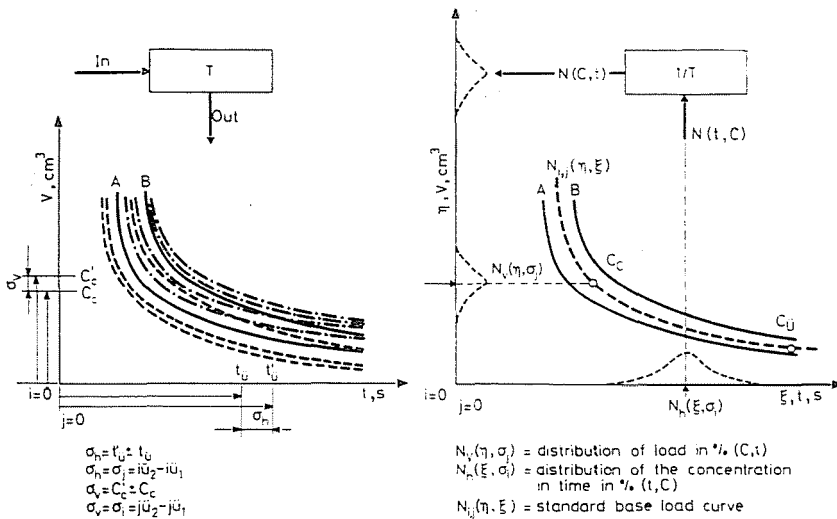 In
T
Out
V, cm³
A
B
σv
C'c
Cc
tü
t'ü
i=0
j=0
σh
t, s
σh=t'ü ± tü
σh=σj=iü2-iü1
σv=C'c ± Cc
σv=σi=jü2-jü1
N(C,t)
1/T
N(t,C)
η, V, cm³
Ni,j(η,ξ)
A
B
Nv(η,σj)
Cc
Cü
i=0
j=0
Nh(ξ,σi)
ξ, t, s
Nv(η,σj) = distribution of load in % (C,t)
Nh(ξ,σi) = distribution of the concentration
in time in % (t,C)
Nij(η,ξ) = standard base load curve